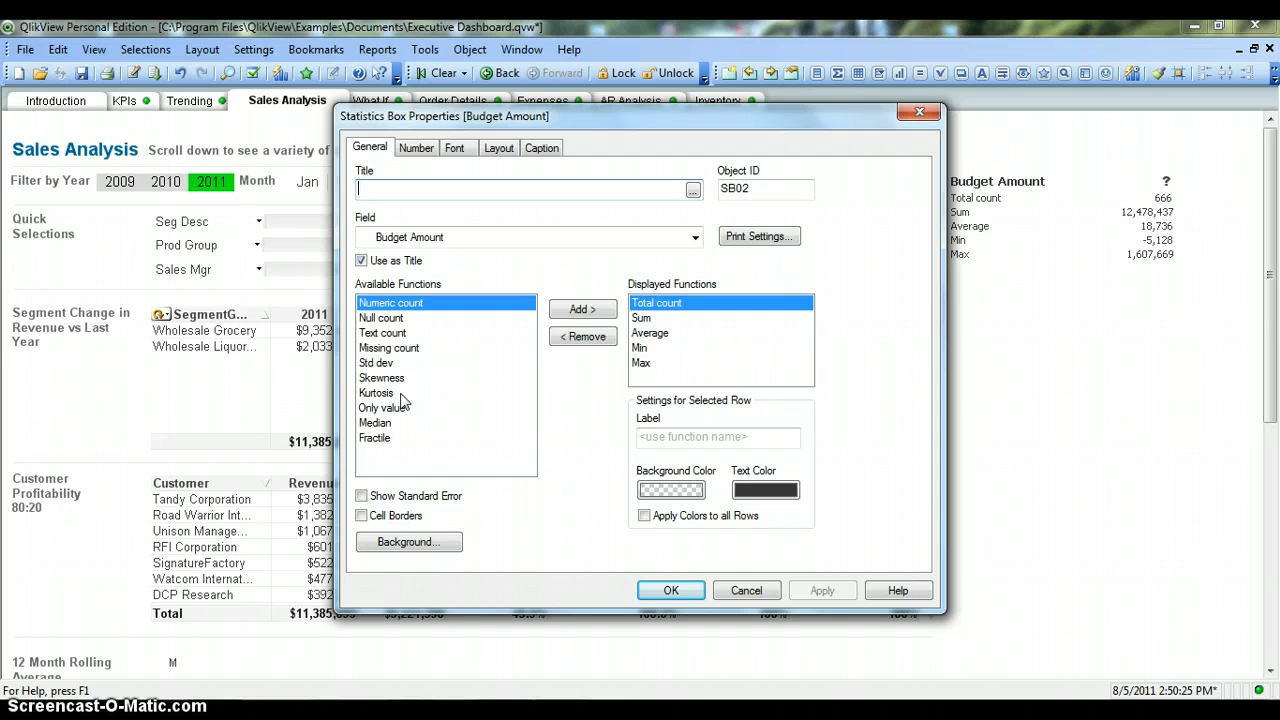 QlikView Personal Edition - [C:\Program Files\QlikView\Examples\Documents\Executive Dashboard.qvw*]
File Edit View Selections Layout Settings Bookmarks Reports Tools Object Window Help
Clear Back Forward Lock Unlock
Introduction KPIs Trending Sales Analysis What If Order Details Expenses AR Analysis Inventory
Sales Analysis Scroll down to see a variety of
Filter by Year 2009 2010 2011 Month Jan
Quick
Selections
Seg Desc
Prod Group
Sales Mgr
Segment Change in
Revenue vs Last
Year
SegmentG... 2011
Wholesale Grocery $9,352
Wholesale Liquor... $2,033
$11,385
Customer
Profitability
80:20
Customer Revenu
Tandy Corporation $3,835
Road Warrior Int... $1,382
Unison Manage... $1,067
RFI Corporation $601
SignatureFactory $522
Watcom Internat... $477
DCP Research $392
Total
12 Month Rolling
Average
M
Statistics Box Properties [Budget Amount]
General Number Font Layout Caption
Title Object ID
... SB02
Field
Budget Amount Print Settings...
Use as Title
Available Functions
Numeric count
Null count
Text count
Missing count
Std dev
Skewness
Kurtosis
Only value
Median
Fractile
Add >
< Remove
Displayed Functions
Total count
Sum
Average
Min
Max
Settings for Selected Row
Label
<use function name>
Background Color Text Color
Apply Colors to all Rows
Show Standard Error
Cell Borders
Background...
OK Cancel Apply Help
Budget Amount ?
Total count 666
Sum 12,478,437
Average 18,736
Min -5,128
Max 1,607,669
For Help, press F1 8/5/2011 2:50:25 PM*
Screencast-O-Matic.com